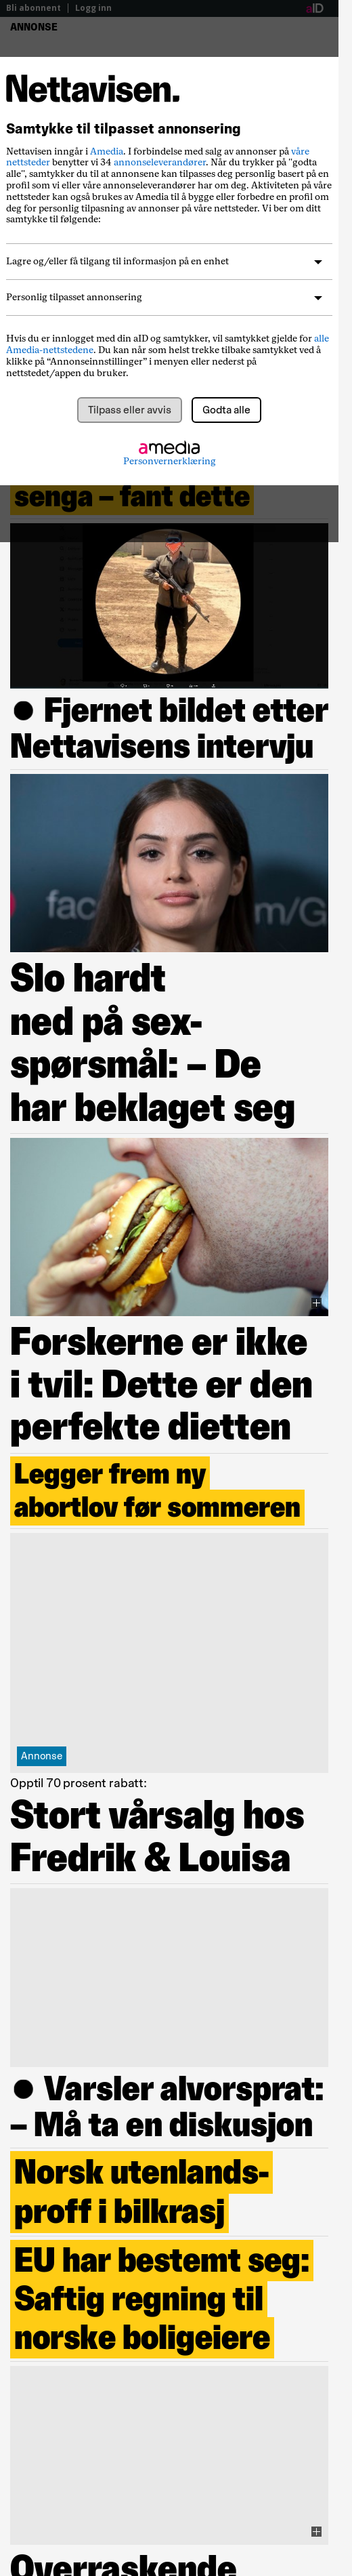 Bli abonnent | Logg inn
aID
ANNONSE
Nettavisen.
Samtykke til tilpasset annonsering
Nettavisen inngår i Amedia. I forbindelse med salg av annonser på våre
nettsteder benytter vi 34 annonseleverandører. Når du trykker på "godta
alle", samtykker du til at annonsene kan tilpasses deg personlig basert på en
profil som vi eller våre annonseleverandører har om deg. Aktiviteten på våre
nettsteder kan også brukes av Amedia til å bygge eller forbedre en profil om
deg for personlig tilpasning av annonser på våre nettsteder. Vi ber om ditt
samtykke til følgende:
Lagre og/eller få tilgang til informasjon på en enhet
Personlig tilpasset annonsering
Hvis du er innlogget med din aID og samtykker, vil samtykket gjelde for alle
Amedia-nettstedene. Du kan når som helst trekke tilbake samtykket ved å
klikke på “Annonseinnstillinger” i menyen eller nederst på
nettstedet/appen du bruker.
Tilpass eller avvis
Godta alle
amedia
Personvernerklæring
senga – fant dette
● Fjernet bildet etter
Nettavisens intervju
Slo hardt
ned på sex-
spørsmål: – De
har beklaget seg
Forskerne er ikke
i tvil: Dette er den
perfekte dietten
Legger frem ny
abortlov før sommeren
Annonse
Opptil 70 prosent rabatt:
Stort vårsalg hos
Fredrik & Louisa
● Varsler alvorsprat:
– Må ta en diskusjon
Norsk utenlands-
proff i bilkrasj
EU har bestemt seg:
Saftig regning til
norske boligeiere
Overraskende